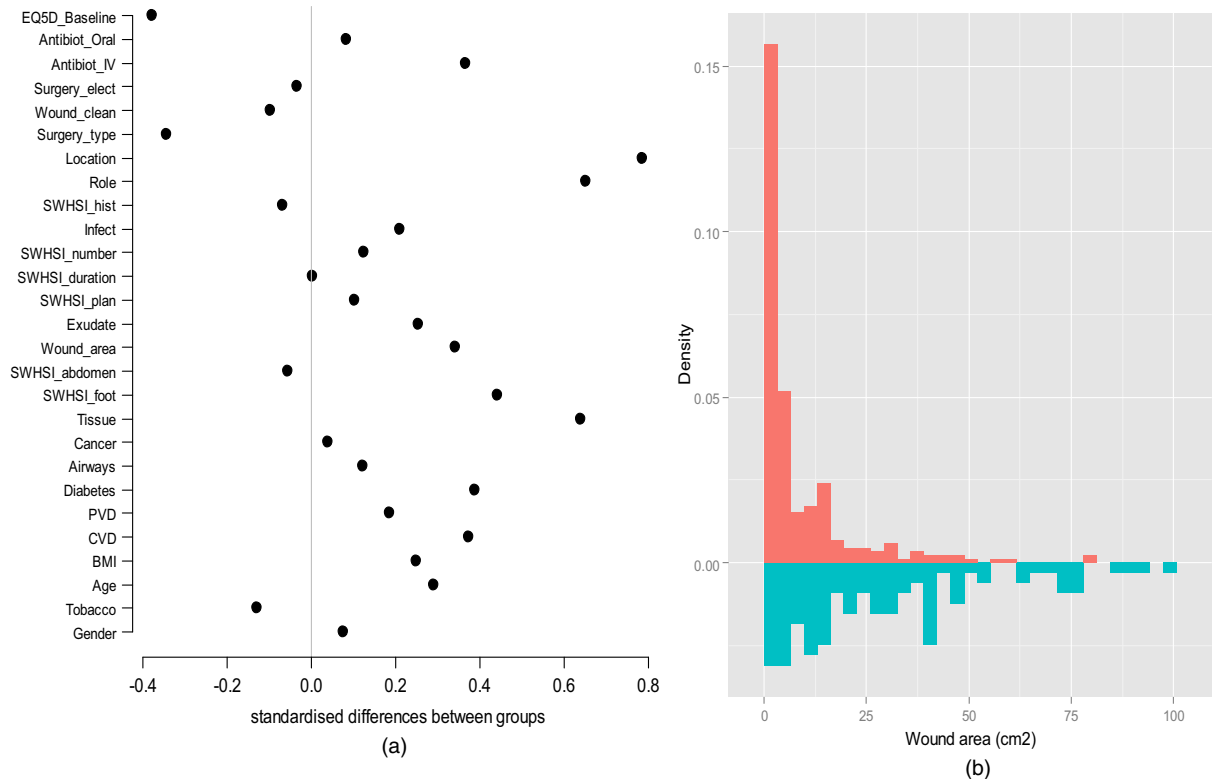 EQ5D_Baseline
Antibiot_Oral
Antibiot_IV
Surgery_elect
Wound_clean
Surgery_type
Location
Role
SWHSI_hist
Infect
SWHSI_number
SWHSI_duration
SWHSI_plan
Exudate
Wound_area
SWHSI_abdomen
SWHSI_foot
Tissue
Cancer
Airways
Diabetes
PVD
CVD
BMI
Age
Tobacco
Gender
-0.4 -0.2 0.0 0.2 0.4 0.6 0.8
standardised differences between groups
(a)
Density
0.15
0.10
0.05
0.00
0 25 50 75 100
Wound area (cm2)
(b)